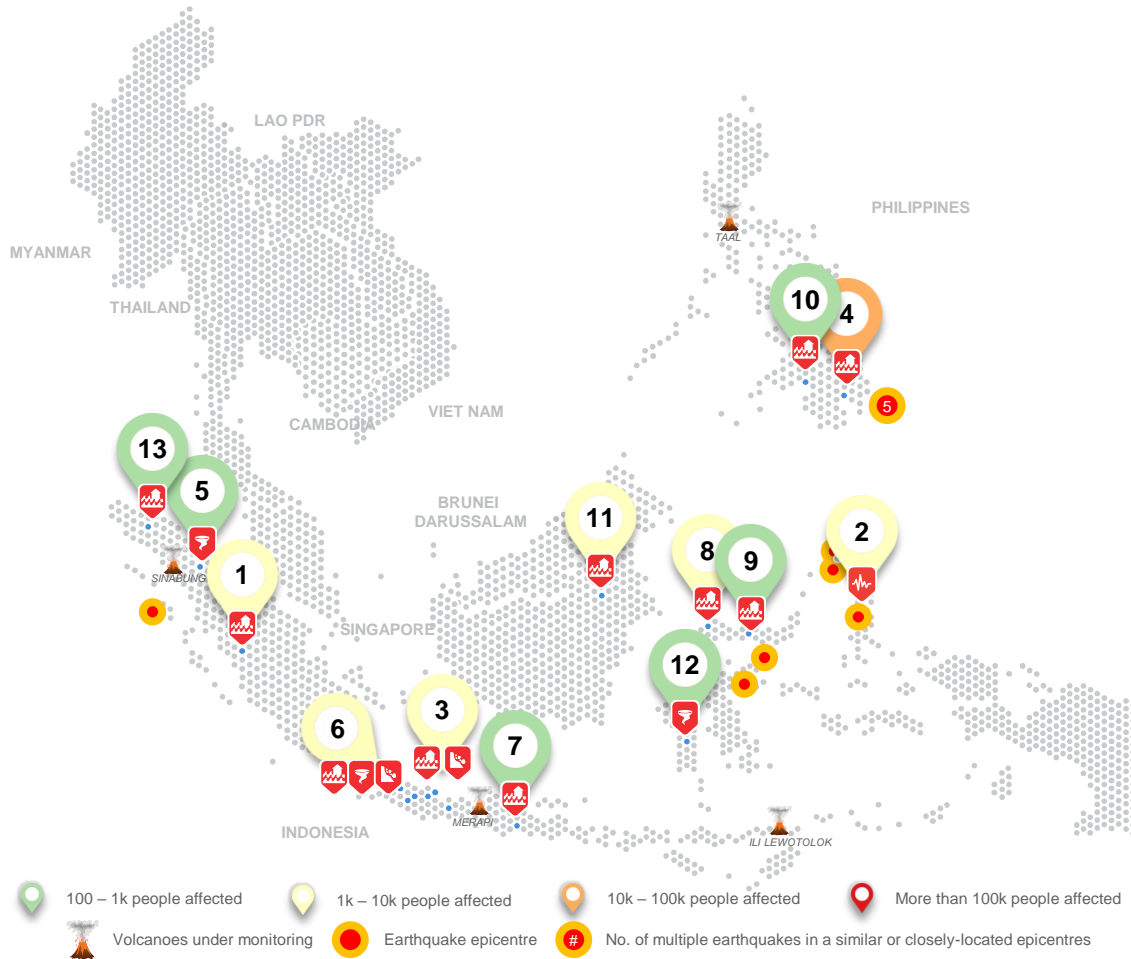 LAO PDR
PHILIPPINES
TAAL
MYANMAR
THAILAND
10
4
5
VIET NAM
CAMBODIA
13
5
BRUNEI
DARUSSALAM
11
2
8
9
SINABUNG
1
SINGAPORE
12
3
6
7
MERAPI
INDONESIA
ILI LEWOTOLOK
100 – 1k people affected
1k – 10k people affected
10k – 100k people affected
More than 100k people affected
Volcanoes under monitoring
Earthquake epicentre
#
No. of multiple earthquakes in a similar or closely-located epicentres